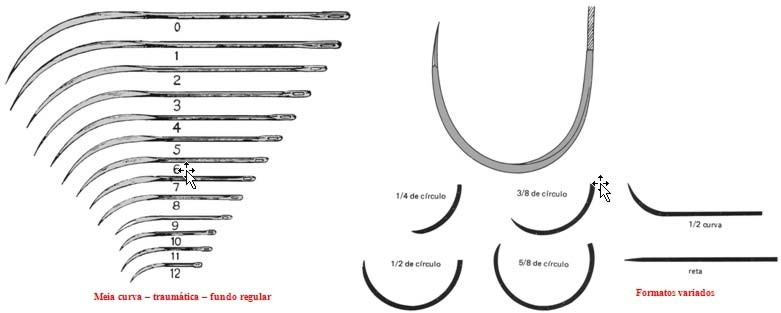 0
1
2
3
4
5
6
7
8
9
10
11
12
Meia curva – traumática – fundo regular
1/4 de círculo
3/8 de círculo
1/2 curva
1/2 de círculo
5/8 de círculo
reta
Formatos variados